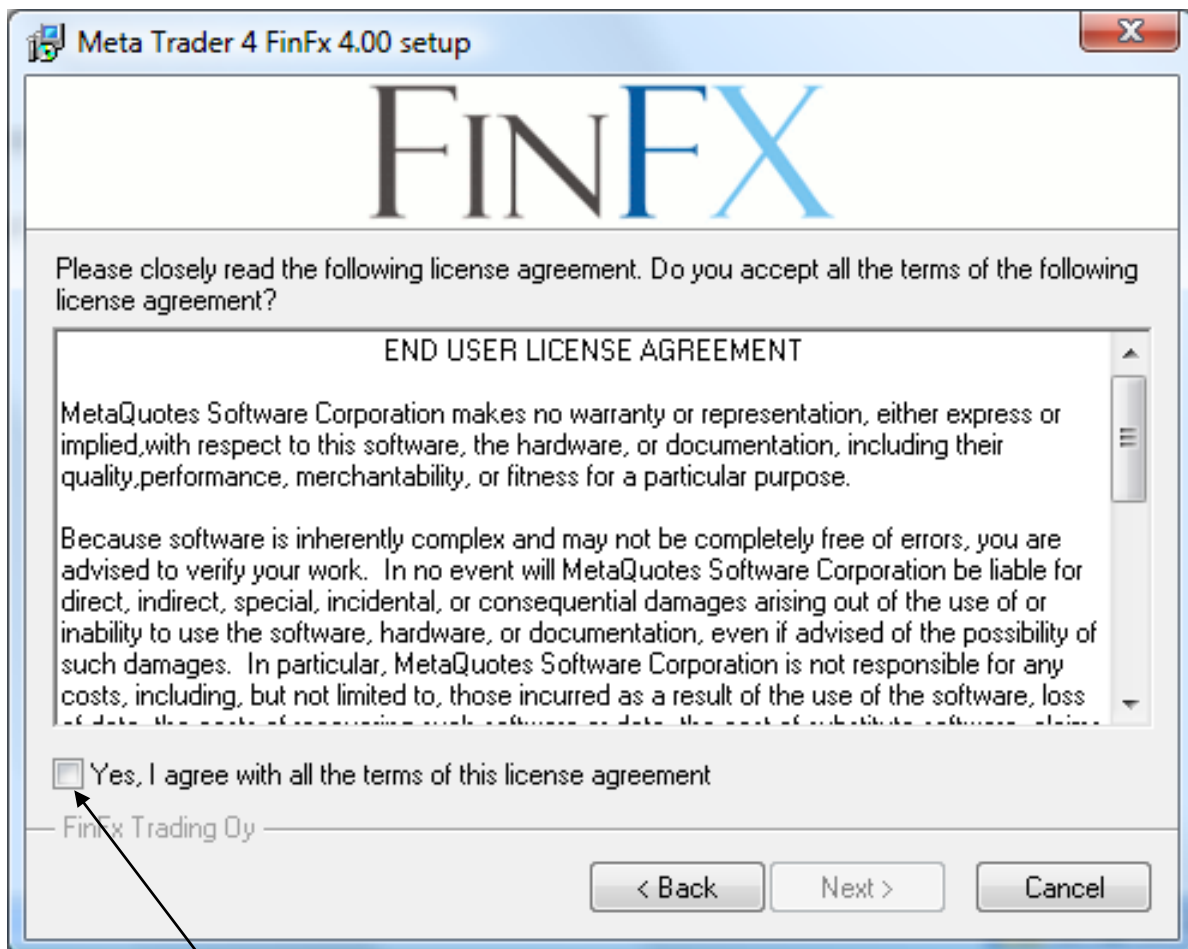 Meta Trader 4 FinFx 4.00 setup
FINFX
Please closely read the following license agreement. Do you accept all the terms of the following
license agreement?
END USER LICENSE AGREEMENT
MetaQuotes Software Corporation makes no warranty or representation, either express or
implied,with respect to this software, the hardware, or documentation, including their
quality,performance, merchantability, or fitness for a particular purpose.
Because software is inherently complex and may not be completely free of errors, you are
advised to verify your work.  In no event will MetaQuotes Software Corporation be liable for
direct, indirect, special, incidental, or consequential damages arising out of the use of or
inability to use the software, hardware, or documentation, even if advised of the possibility of
such damages.  In particular, MetaQuotes Software Corporation is not responsible for any
costs, including, but not limited to, those incurred as a result of the use of the software, loss
Yes, I agree with all the terms of this license agreement
FinFx Trading Oy
< Back
Next >
Cancel